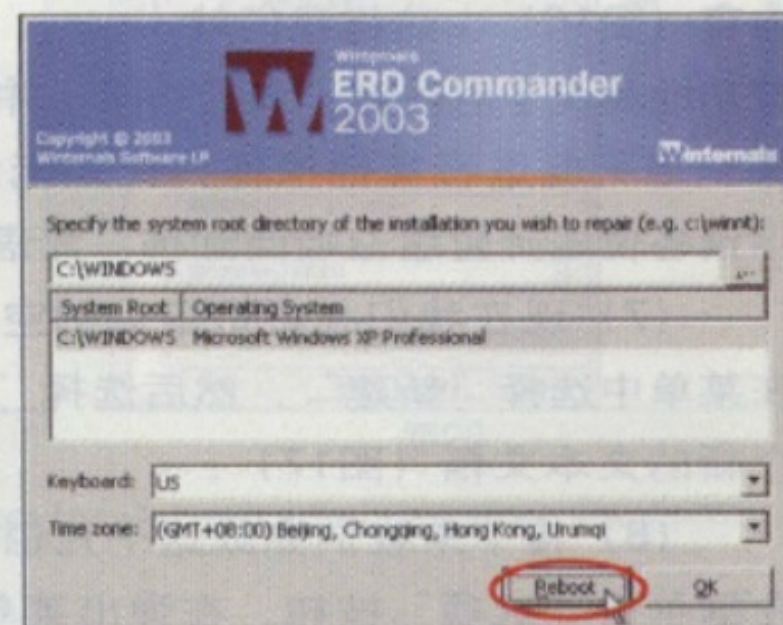 Winternals
ERD Commander
2003
Copyright © 2003
Winternals Software LP
Winternals
Specify the system root directory of the installation you wish to repair (e.g. c:\winnt):
C:\WINDOWS
...
System Root Operating System
C:\WINDOWS Microsoft Windows XP Professional
Keyboard: US
Time zone: (GMT+08:00) Beijing, Chongqing, Hong Kong, Urumqi
Reboot OK